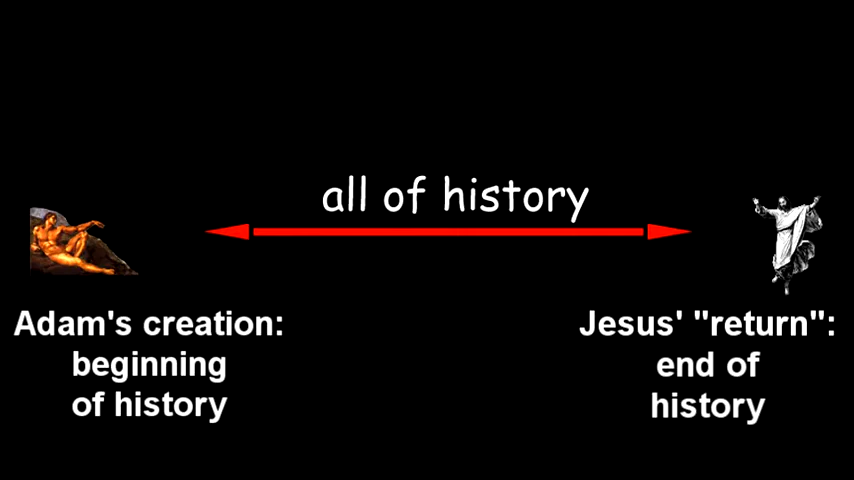 all of history
Adam's creation:
beginning
of history
Jesus' "return":
end of
history